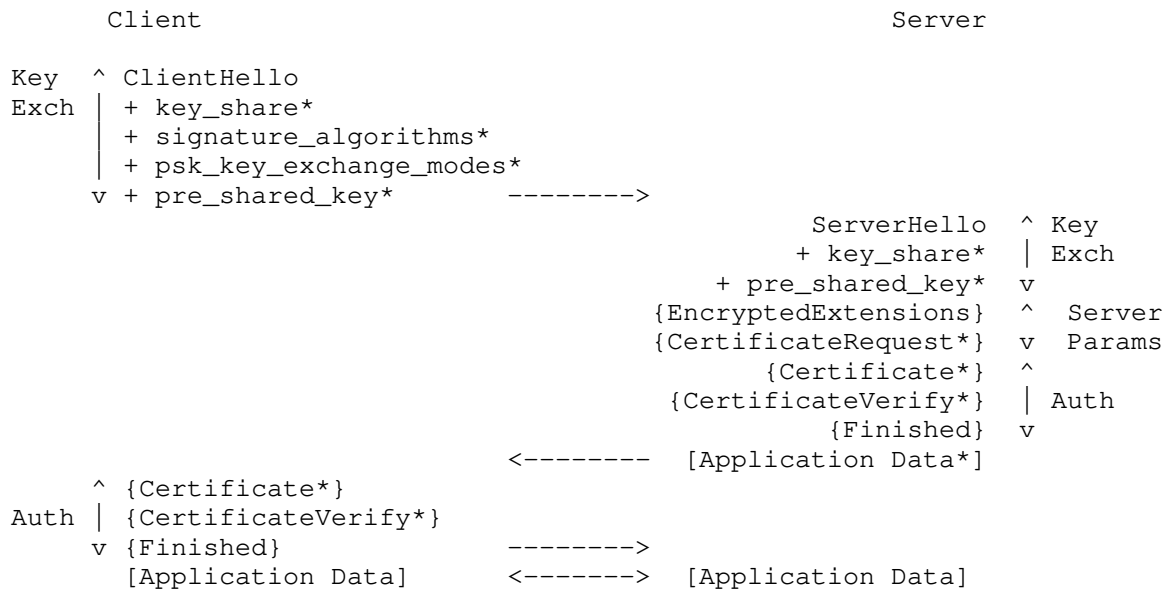 Client                                           Server

Key  ^ ClientHello
Exch | + key_share*
     | + signature_algorithms*
     | + psk_key_exchange_modes*
     v + pre_shared_key*       -------->
                                                  ServerHello  ^ Key
                                                 + key_share*  | Exch
                                            + pre_shared_key*  v
                                        {EncryptedExtensions}  ^  Server
                                        {CertificateRequest*}  v  Params
                                               {Certificate*}  ^
                                         {CertificateVerify*}  | Auth
                                                   {Finished}  v
                               <--------  [Application Data*]
     ^ {Certificate*}
Auth | {CertificateVerify*}
     v {Finished}              -------->
       [Application Data]      <------->  [Application Data]